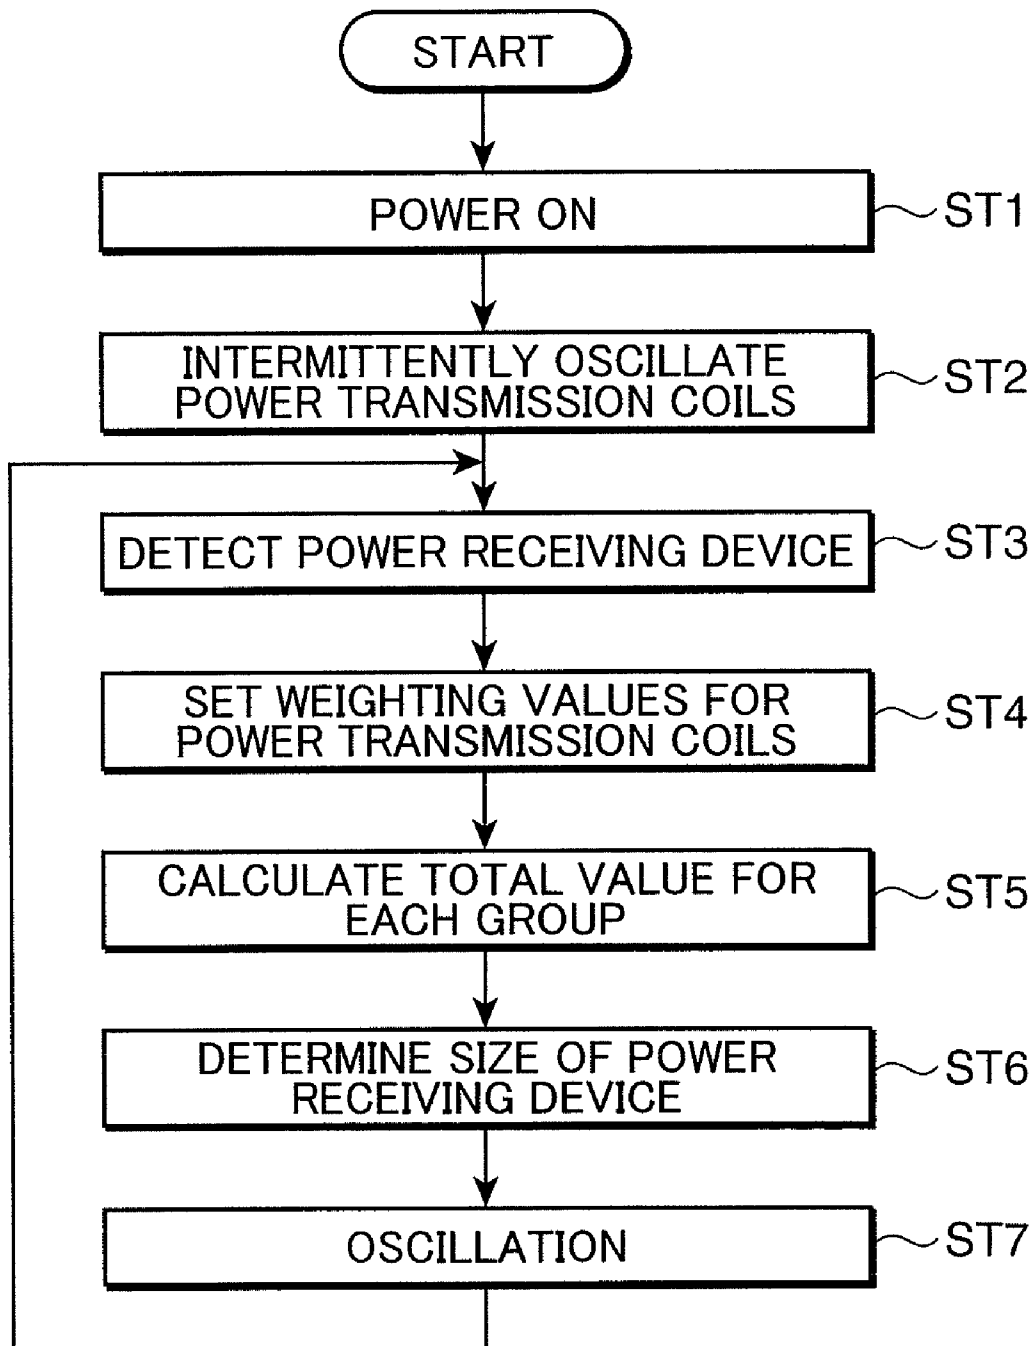 START
POWER ON
ST1
INTERMITTENTLY OSCILLATE
POWER TRANSMISSION COILS
ST2
DETECT POWER RECEIVING DEVICE
ST3
SET WEIGHTING VALUES FOR
POWER TRANSMISSION COILS
ST4
CALCULATE TOTAL VALUE FOR
EACH GROUP
ST5
DETERMINE SIZE OF POWER
RECEIVING DEVICE
ST6
OSCILLATION
ST7